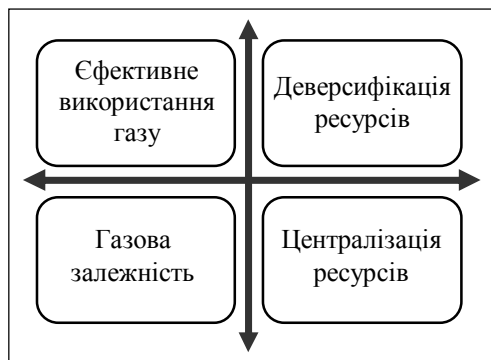 Єфективне
використання
газу
Деверсифікація
ресурсів
Газова
залежність
Централізація
ресурсів